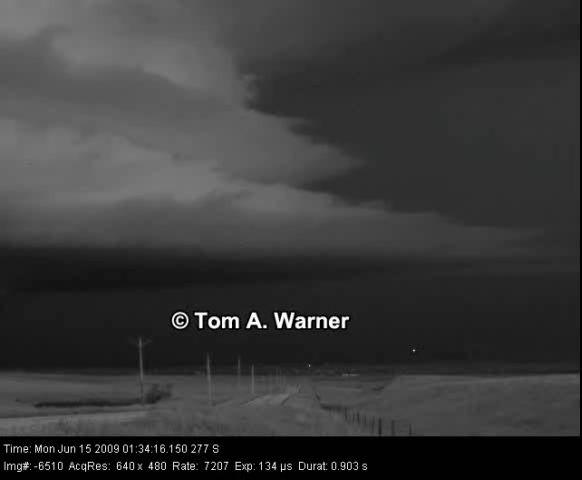 © Tom A. Warner
Time: Mon Jun 15 2009 01:34:16.150 277 S
Img#: -6510 AcqRes: 640 x 480 Rate: 7207 Exp: 134 µs Durat: 0.903 s